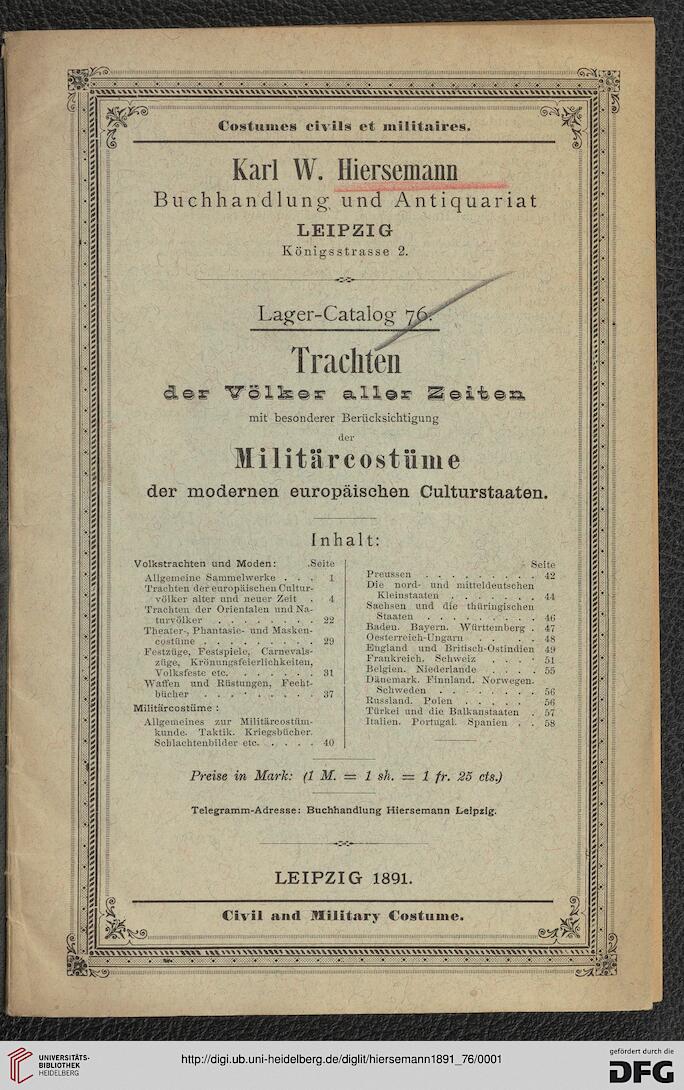 Costumes civils et militaires.
Karl W. Hiersemann
Buchhandlung und Antiquariat
LEIPZIG
Königsstrasse 2.
Lager-Catalog 76.
Trachten
der Völker aller Zeiten
mit besonderer Berücksichtigung
der
Militärcostüme
der modernen europäischen Culturstaaten.
Inhalt:
Volkstrachten und Moden: Seite
Allgemeine Sammelwerke . . . 1
Trachten der europäischen Cultur-
völker alter und neuer Zeit . 4
Trachten der Orientalen und Na-
turvölker . . . . . . . 22
Theater-, Phantasie- und Masken-
costüme . . . . . . . . 29
Festzüge, Festspiele, Carnevals-
züge, Krönungsfeierlichkeiten,
Volksfeste etc. . . . . . . 31
Waffen und Rüstungen, Fecht-
bücher . . . . . . . . . 37
Militärcostüme :
Allgemeines zur Militärcostüm-
kunde. Taktik. Kriegsbücher.
Schlachtenbilder etc. . . . . 40
Seite
Preussen . . . . . . . . 42
Die nord- und mitteldeutschen
Kleinstaaten . . . . . . . 44
Sachsen und die thüringischen
Staaten . . . . . . . . 46
Baden. Bayern. Württemberg . 47
Oesterreich-Ungarn . . . . 48
England und Britisch-Ostindien 49
Frankreich. Schweiz . . . . 51
Belgien. Niederlande . . . . 55
Dänemark. Finnland. Norwegen.
Schweden . . . . . . . . 56
Russland. Polen . . . . . 56
Türkei und die Balkanstaaten . 57
Italien. Portugal. Spanien . . 58
Preise in Mark: (1 M. = 1 sh. = 1 fr. 25 cts.)
Telegramm-Adresse: Buchhandlung Hiersemann Leipzig.
LEIPZIG 1891.
Civil and Military Costume.
UNIVERSITÄTS-
BIBLIOTHEK
HEIDELBERG
http://digi.ub.uni-heidelberg.de/diglit/hiersemann1891_76/0001
gefördert durch die
DFG